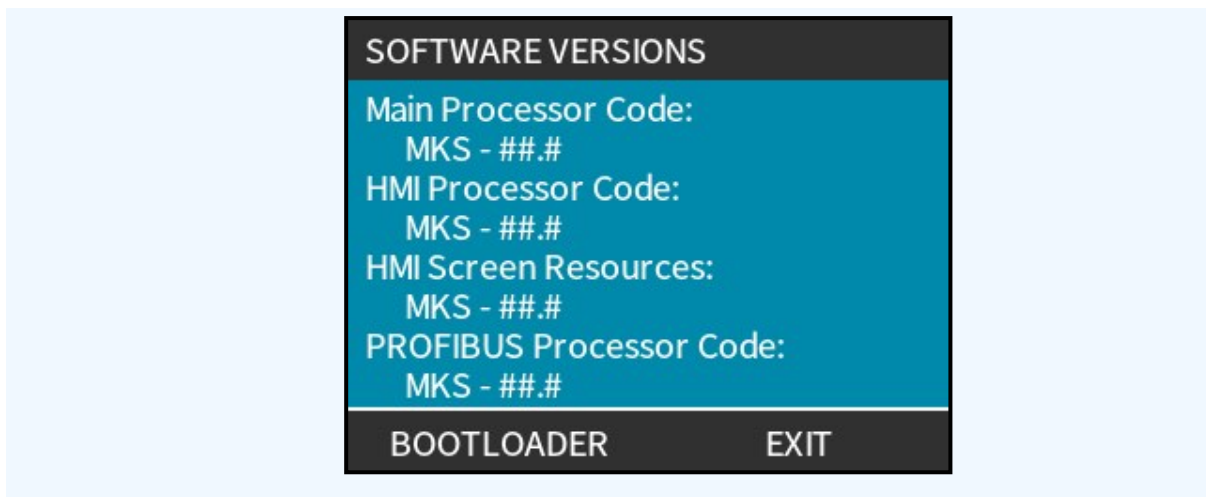 SOFTWARE VERSIONS
Main Processor Code:
MKS - ##.#
HMI Processor Code:
MKS - ##.#
HMI Screen Resources:
MKS - ##.#
PROFIBUS Processor Code:
MKS - ##.#
BOOTLOADER EXIT